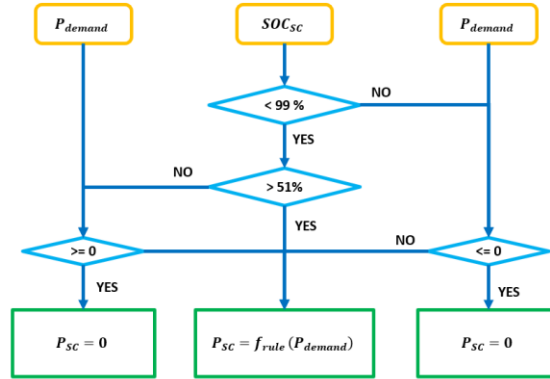 P_demand
SOC_SC
P_demand
< 99 %
NO
YES
NO
> 51%
YES
>= 0
NO
<= 0
YES
YES
P_SC = 0
P_SC = f_rule(P_demand)
P_SC = 0